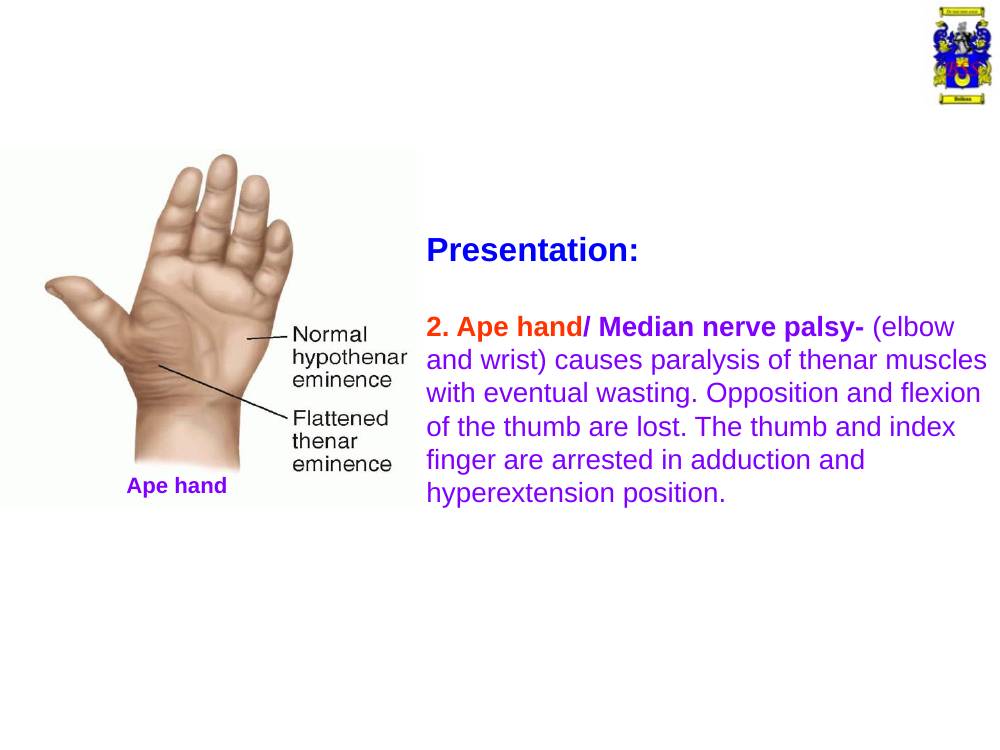 Presentation:
2. Ape hand/ Median nerve palsy- (elbow
and wrist) causes paralysis of thenar muscles
with eventual wasting. Opposition and flexion
of the thumb are lost. The thumb and index
finger are arrested in adduction and
hyperextension position.
Normal
hypothenar
eminence
Flattened
thenar
eminence
Ape hand